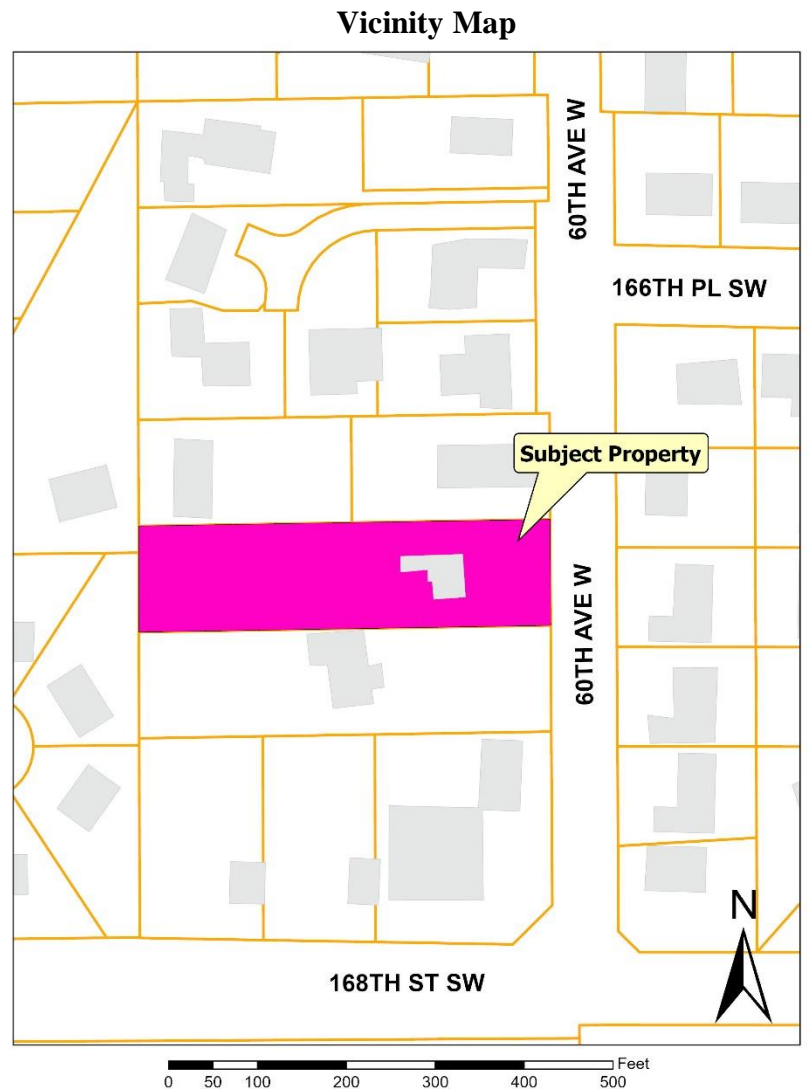 Vicinity Map
60TH AVE W
166TH PL SW
Subject Property
60TH AVE W
N
168TH ST SW
Feet
0 50 100 200 300 400 500